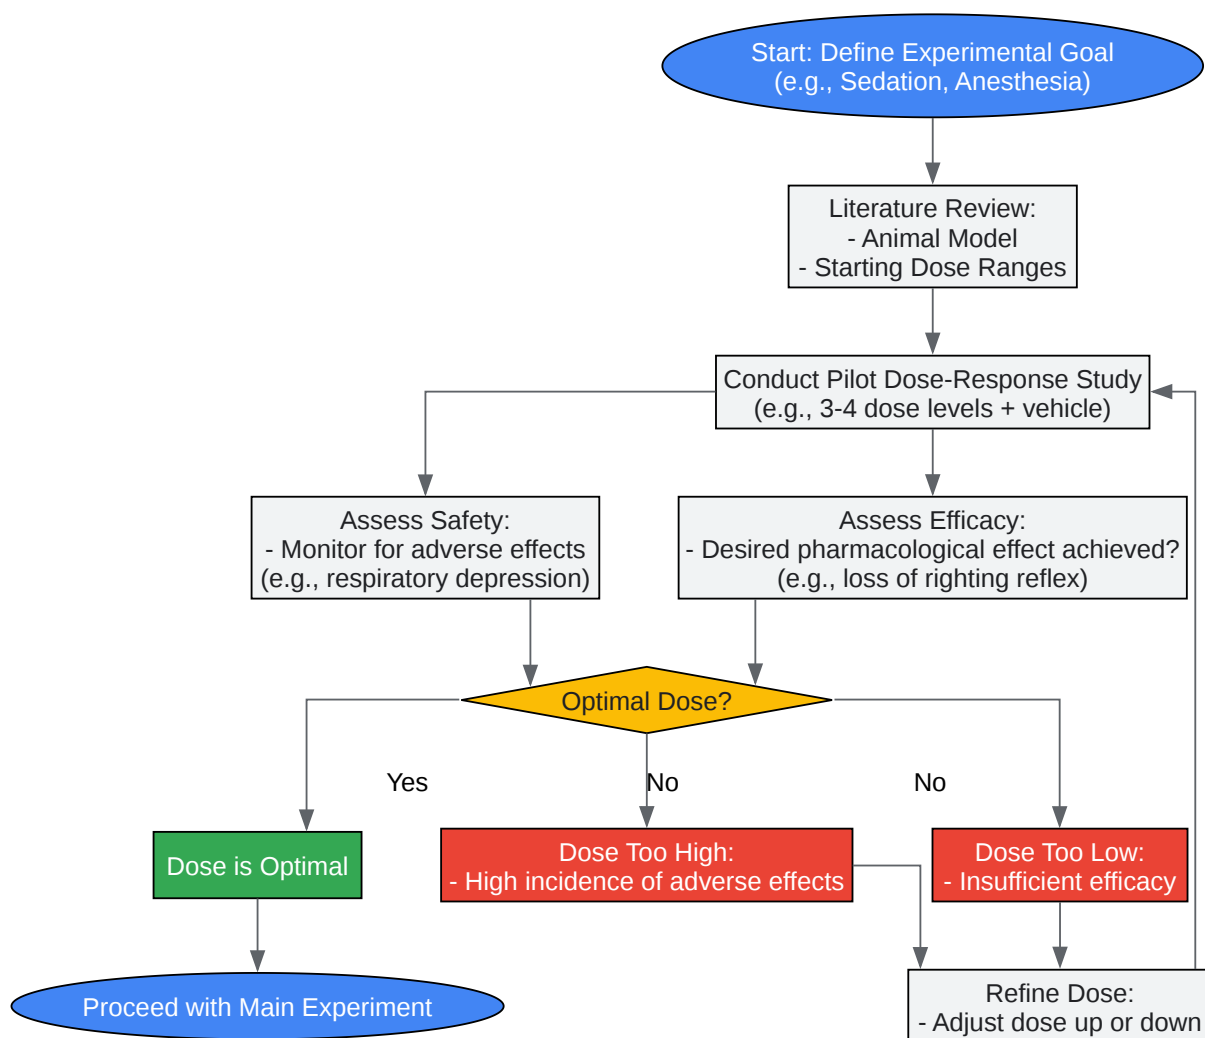 Start: Define Experimental Goal
(e.g., Sedation, Anesthesia)
Literature Review:
- Animal Model
- Starting Dose Ranges
Conduct Pilot Dose-Response Study
(e.g., 3-4 dose levels + vehicle)
Assess Safety:
- Monitor for adverse effects
(e.g., respiratory depression)
Assess Efficacy:
- Desired pharmacological effect achieved?
(e.g., loss of righting reflex)
Optimal Dose?
Yes
No
No
Dose is Optimal
Dose Too High:
- High incidence of adverse effects
Dose Too Low:
- Insufficient efficacy
Proceed with Main Experiment
Refine Dose:
- Adjust dose up or down